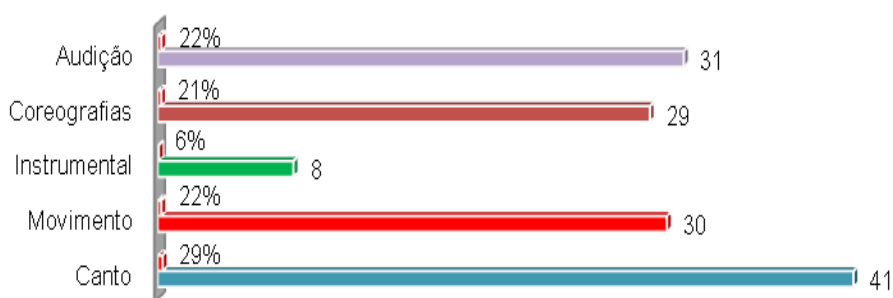 22%
Audição 31
21%
Coreografias 29
6%
Instrumental 8
22%
Movimento 30
29%
Canto 41